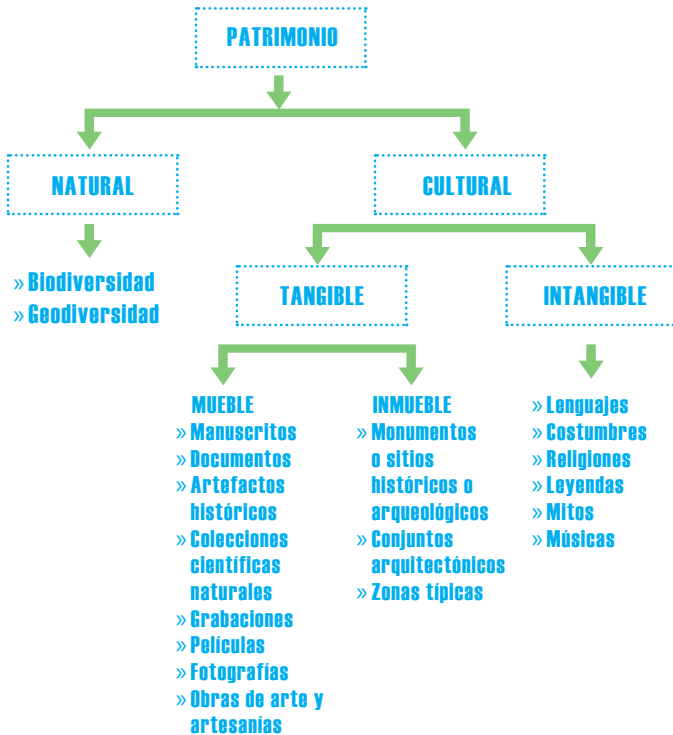 PATRIMONIO
NATURAL
CULTURAL
» Biodiversidad
» Geodiversidad
TANGIBLE
INTANGIBLE
MUEBLE
» Manuscritos
» Documentos
» Artefactos
históricos
» Colecciones
científicas
naturales
» Grabaciones
» Películas
» Fotografías
» Obras de arte y
artesanías
INMUEBLE
» Monumentos
o sitios
históricos o
arqueológicos
» Conjuntos
arquitectónicos
» Zonas típicas
» Lenguajes
» Costumbres
» Religiones
» Leyendas
» Mitos
» Músicas